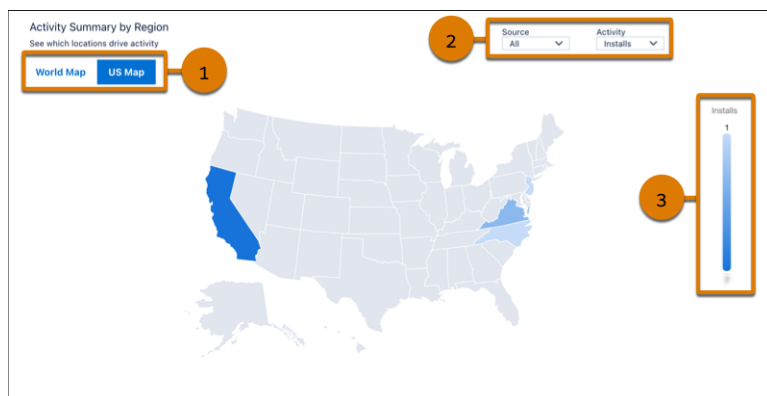 Activity Summary by Region
See which locations drive activity
World Map US Map
1
2
Source Activity
All Installs
Installs
1
3